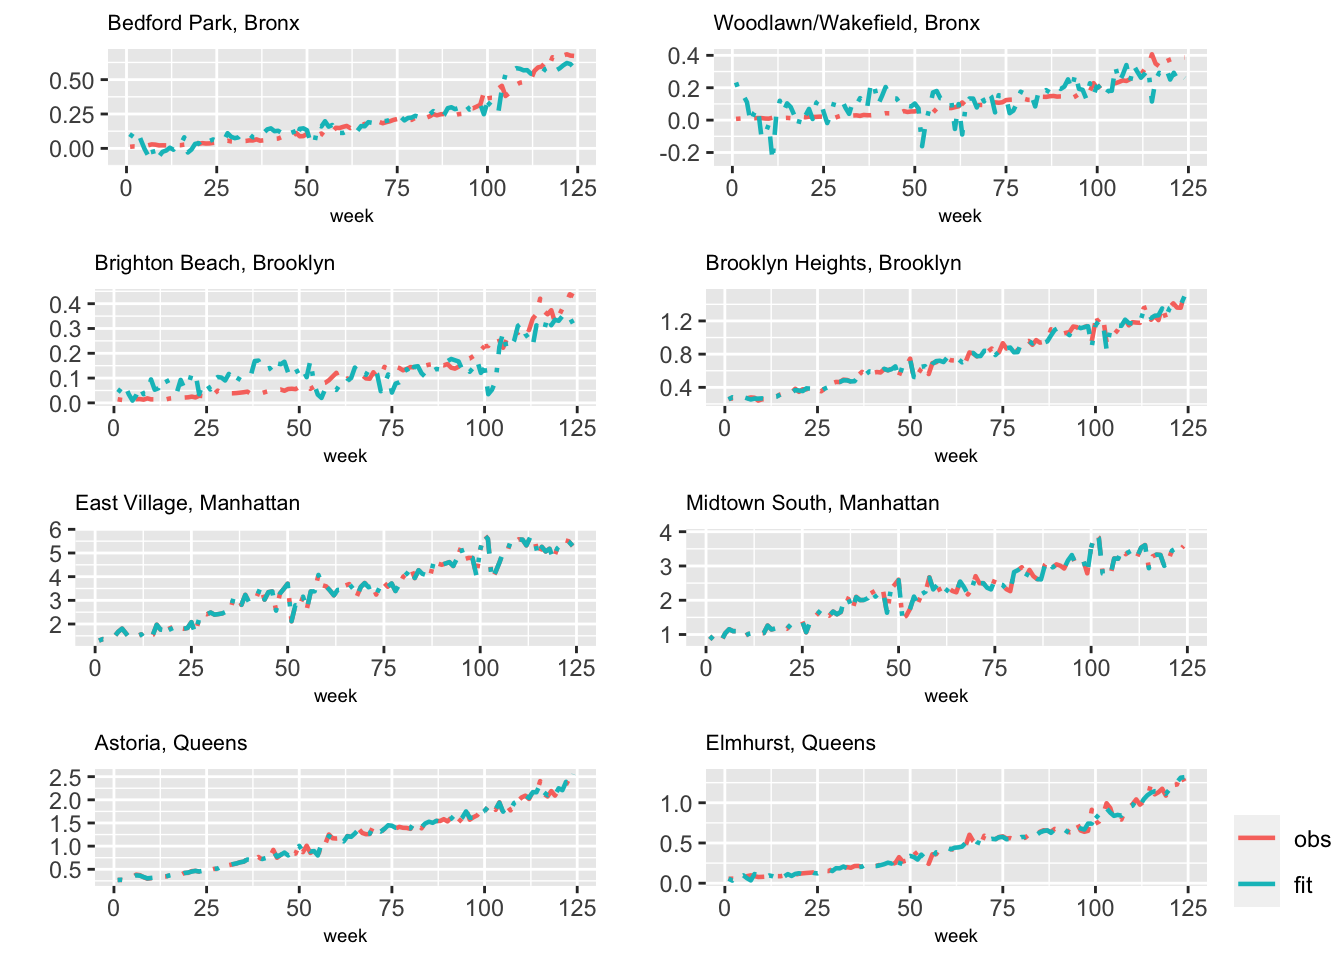 Bedford Park, Bronx
0.50
0.25
0.00
0 25 50 75 100 125
week
Woodlawn/Wakefield, Bronx
0.4
0.2
0.0
-0.2
0 25 50 75 100 125
week
Brighton Beach, Brooklyn
0.4
0.3
0.2
0.1
0.0
0 25 50 75 100 125
week
Brooklyn Heights, Brooklyn
1.2
0.8
0.4
0 25 50 75 100 125
week
East Village, Manhattan
6
5
4
3
2
0 25 50 75 100 125
week
Midtown South, Manhattan
4
3
2
1
0 25 50 75 100 125
week
Astoria, Queens
2.5
2.0
1.5
1.0
0.5
0 25 50 75 100 125
week
Elmhurst, Queens
1.0
0.5
0.0
0 25 50 75 100 125
week
obs
fit